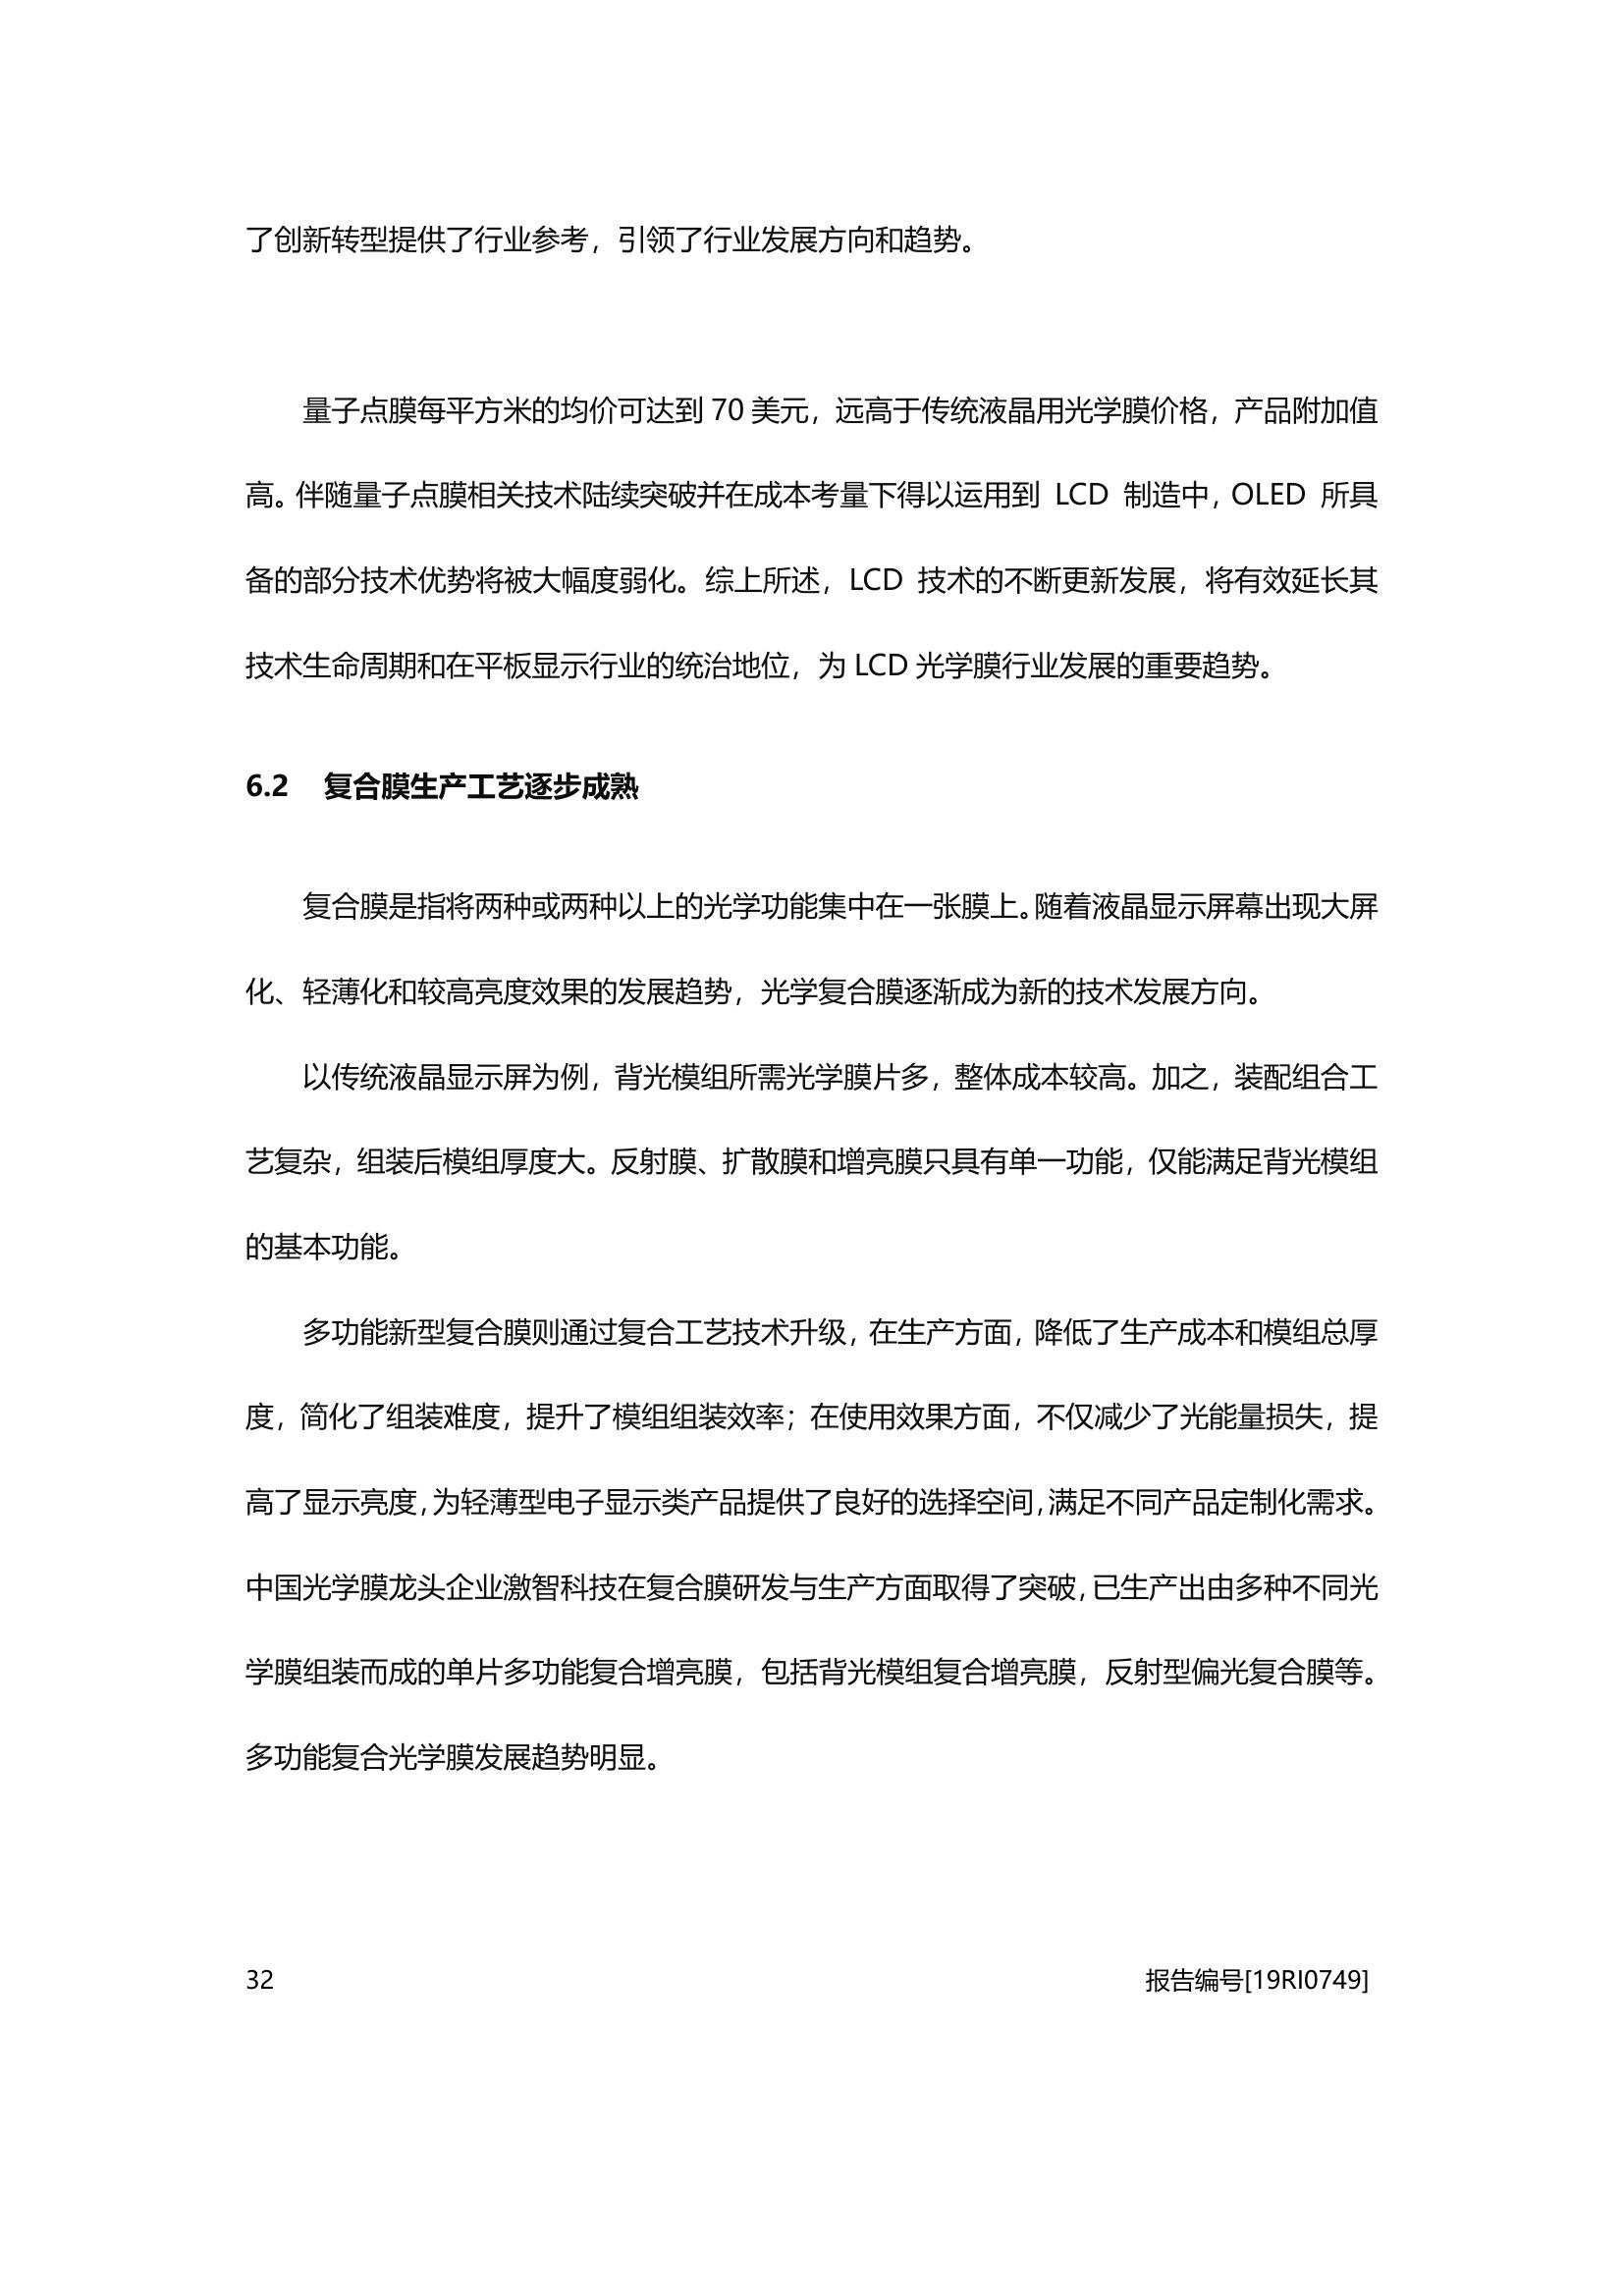 了创新转型提供了行业参考，引领了行业发展方向和趋势。
量子点膜每平方米的均价可达到 70 美元，远高于传统液晶用光学膜价格，产品附加值
高。伴随量子点膜相关技术陆续突破并在成本考量下得以运用到 LCD 制造中，OLED 所具
备的部分技术优势将被大幅度弱化。综上所述，LCD 技术的不断更新发展，将有效延长其
技术生命周期和在平板显示行业的统治地位，为 LCD 光学膜行业发展的重要趋势。
6.2 复合膜生产工艺逐步成熟
复合膜是指将两种或两种以上的光学功能集中在一张膜上。随着液晶显示屏幕出现大屏
化、轻薄化和较高亮度效果的发展趋势，光学复合膜逐渐成为新的技术发展方向。
以传统液晶显示屏为例，背光模组所需光学膜片多，整体成本较高。加之，装配组合工
艺复杂，组装后模组厚度大。反射膜、扩散膜和增亮膜只具有单一功能，仅能满足背光模组
的基本功能。
多功能新型复合膜则通过复合工艺技术升级，在生产方面，降低了生产成本和模组总厚
度，简化了组装难度，提升了模组组装效率；在使用效果方面，不仅减少了光能量损失，提
高了显示亮度，为轻薄型电子显示类产品提供了良好的选择空间，满足不同产品定制化需求。
中国光学膜龙头企业激智科技在复合膜研发与生产方面取得了突破，已生产出由多种不同光
学膜组装而成的单片多功能复合增亮膜，包括背光模组复合增亮膜，反射型偏光复合膜等。
多功能复合光学膜发展趋势明显。
32 报告编号[19RI0749]